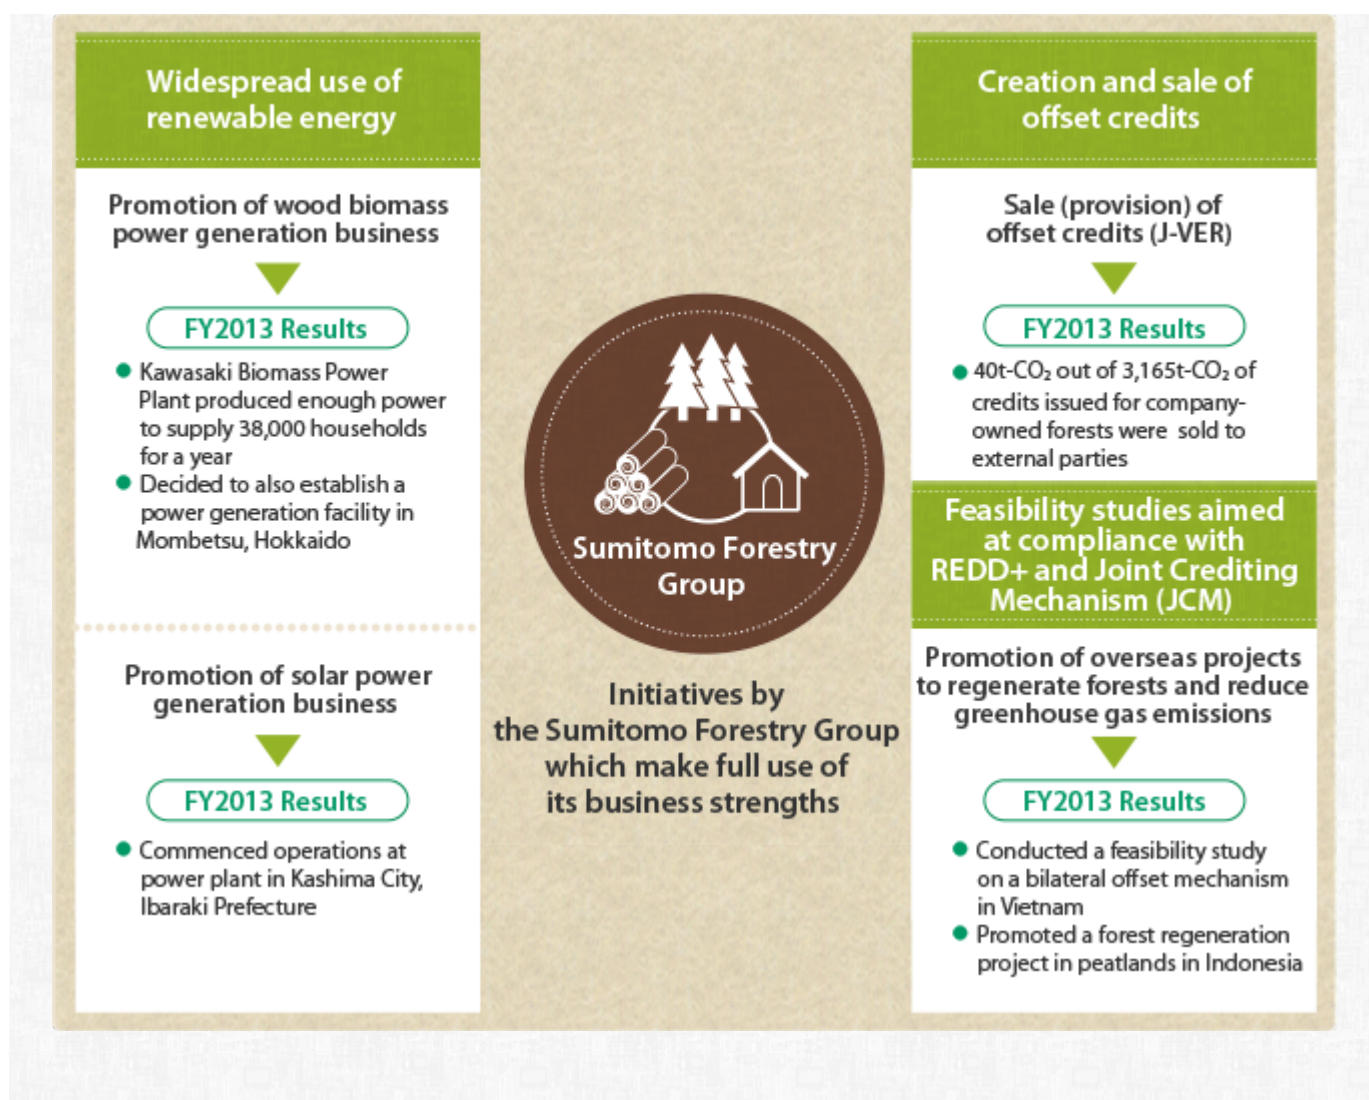 Widespread use of
renewable energy
Promotion of wood biomass
power generation business
FY2013 Results
● Kawasaki Biomass Power
Plant produced enough power
to supply 38,000 households
for a year
● Decided to also establish a
power generation facility in
Mombetsu, Hokkaido
Promotion of solar power
generation business
FY2013 Results
● Commenced operations at
power plant in Kashima City,
Ibaraki Prefecture
Sumitomo Forestry
Group
Initiatives by
the Sumitomo Forestry Group
which make full use of
its business strengths
Creation and sale of
offset credits
Sale (provision) of
offset credits (J-VER)
FY2013 Results
● 40t-CO₂ out of 3,165t-CO₂ of
credits issued for company-
owned forests were sold to
external parties
Feasibility studies aimed
at compliance with
REDD+ and Joint Crediting
Mechanism (JCM)
Promotion of overseas projects
to regenerate forests and reduce
greenhouse gas emissions
FY2013 Results
● Conducted a feasibility study
on a bilateral offset mechanism
in Vietnam
● Promoted a forest regeneration
project in peatlands in Indonesia